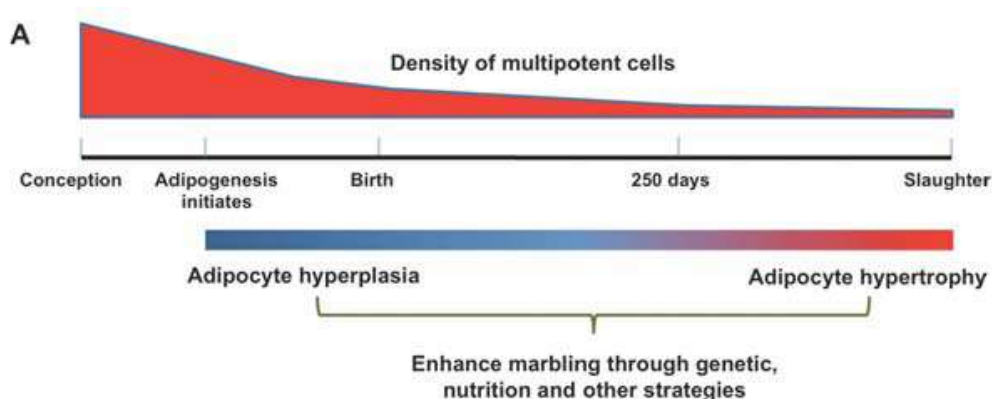 A
Density of multipotent cells
Conception
Adipogenesis
initiates
Birth
250 days
Slaughter
Adipocyte hyperplasia
Adipocyte hypertrophy
Enhance marbling through genetic,
nutrition and other strategies